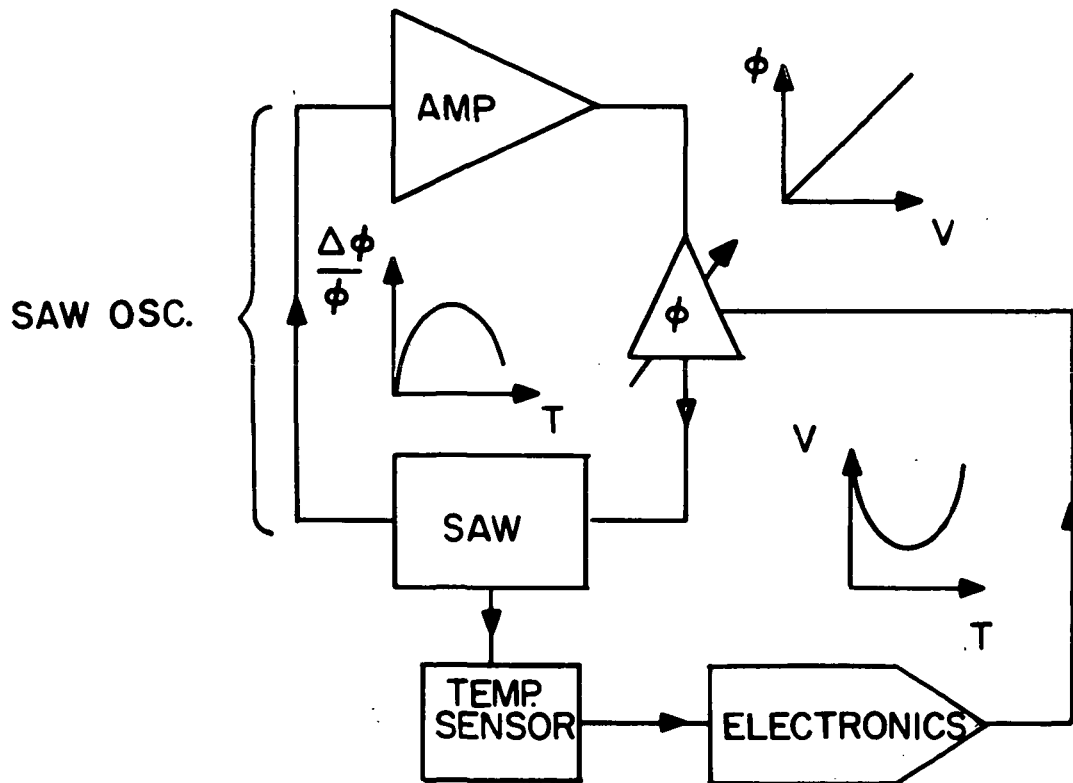 AMP
ϕ
V
Δϕ
ϕ
T
SAW OSC.
ϕ
SAW
V
T
TEMP.
SENSOR
ELECTRONICS